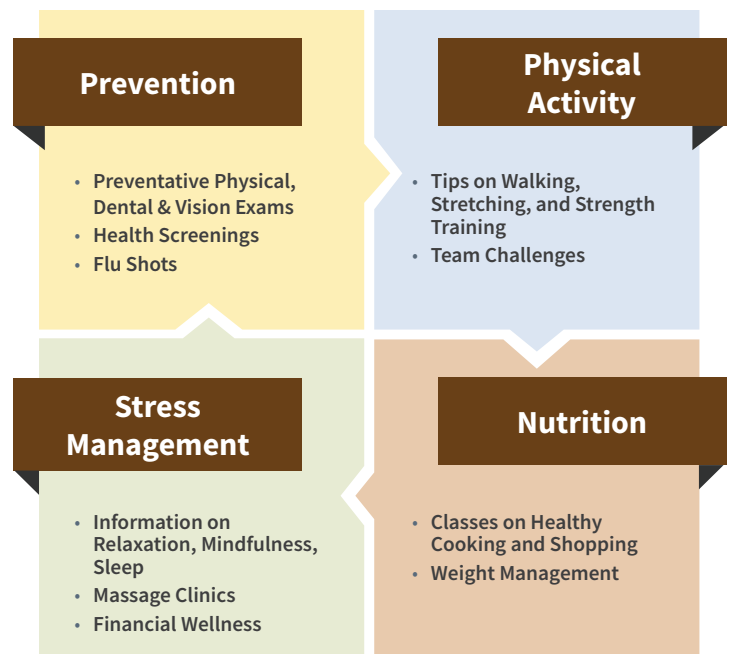 Prevention
• Preventative Physical,
Dental & Vision Exams
• Health Screenings
• Flu Shots
Physical
Activity
• Tips on Walking,
Stretching, and Strength
Training
• Team Challenges
Stress
Management
• Information on
Relaxation, Mindfulness,
Sleep
• Massage Clinics
• Financial Wellness
Nutrition
• Classes on Healthy
Cooking and Shopping
• Weight Management